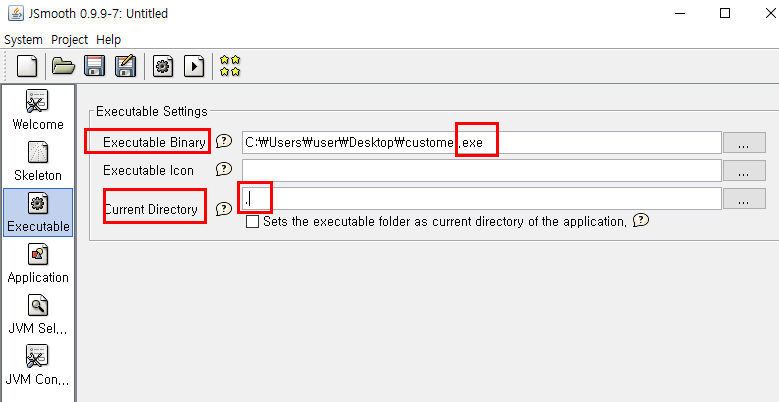 JSmooth 0.9.9-7: Untitled
System Project Help
Welcome
Skeleton
Executable
Application
JVM Sel...
JVM Con...
Executable Settings
Executable Binary C:₩Users₩user₩Desktop₩custome.exe ...
Executable Icon ...
Current Directory . ...
Sets the executable folder as current directory of the application.